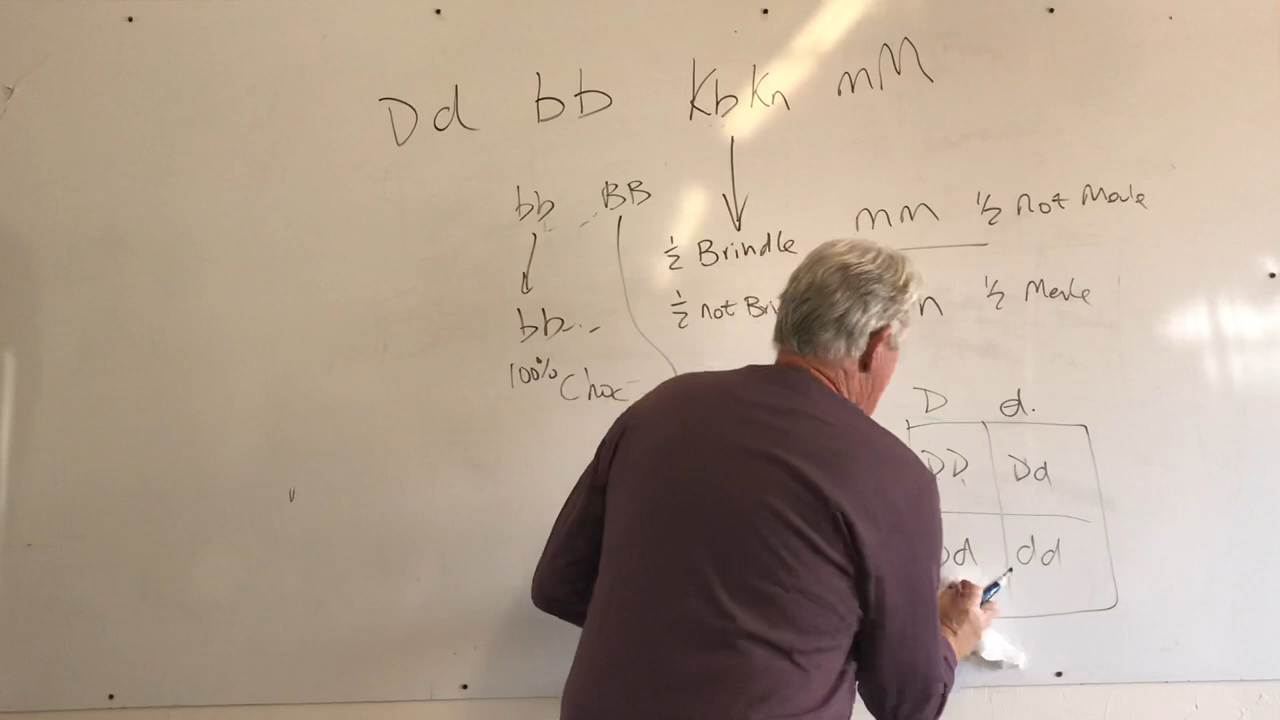 Dd bb KbKn mM
bb BB
mm ½ not Merle
½ Brindle
½ not Bri
n ½ Merle
bb
100% Choc
D d.
DD Dd
Dd dd